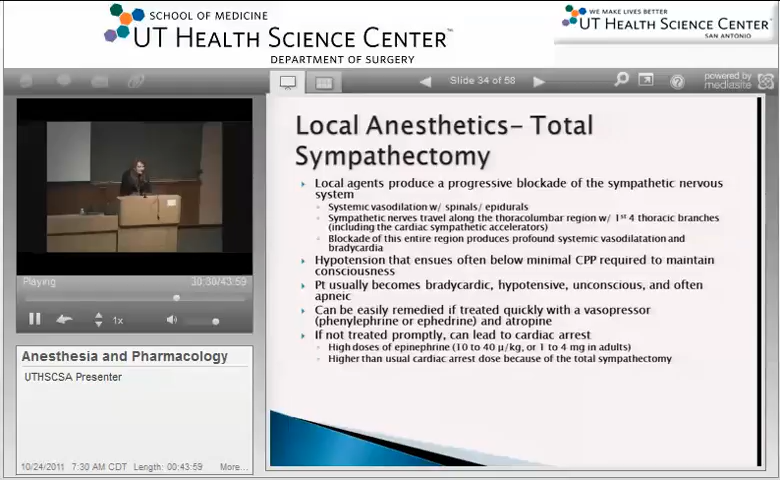 SCHOOL OF MEDICINE
UT HEALTH SCIENCE CENTER™
DEPARTMENT OF SURGERY
WE MAKE LIVES BETTER
UT HEALTH SCIENCE CENTER
SAN ANTONIO
Slide 34 of 58
powered by
mediasite
Local Anesthetics- Total
Sympathectomy
Local agents produce a progressive blockade of the sympathetic nervous
system
Systemic vasodilation w/ spinals/ epidurals
Sympathetic nerves travel along the thoracolumbar region w/ 1st 4 thoracic branches
(including the cardiac sympathetic accelerators)
Blockade of this entire region produces profound systemic vasodilatation and
bradycardia
Hypotension that ensues often below minimal CPP required to maintain
consciousness
Pt usually becomes bradycardic, hypotensive, unconscious, and often
apneic
Can be easily remedied if treated quickly with a vasopressor
(phenylephrine or ephedrine) and atropine
If not treated promptly, can lead to cardiac arrest
High doses of epinephrine (10 to 40 µ/kg, or 1 to 4 mg in adults)
Higher than usual cardiac arrest dose because of the total sympathectomy
Playing
30:30/43:59
1x
Anesthesia and Pharmacology
UTHSCSA Presenter
10/24/2011 7:30 AM CDT Length: 00:43:59 More...